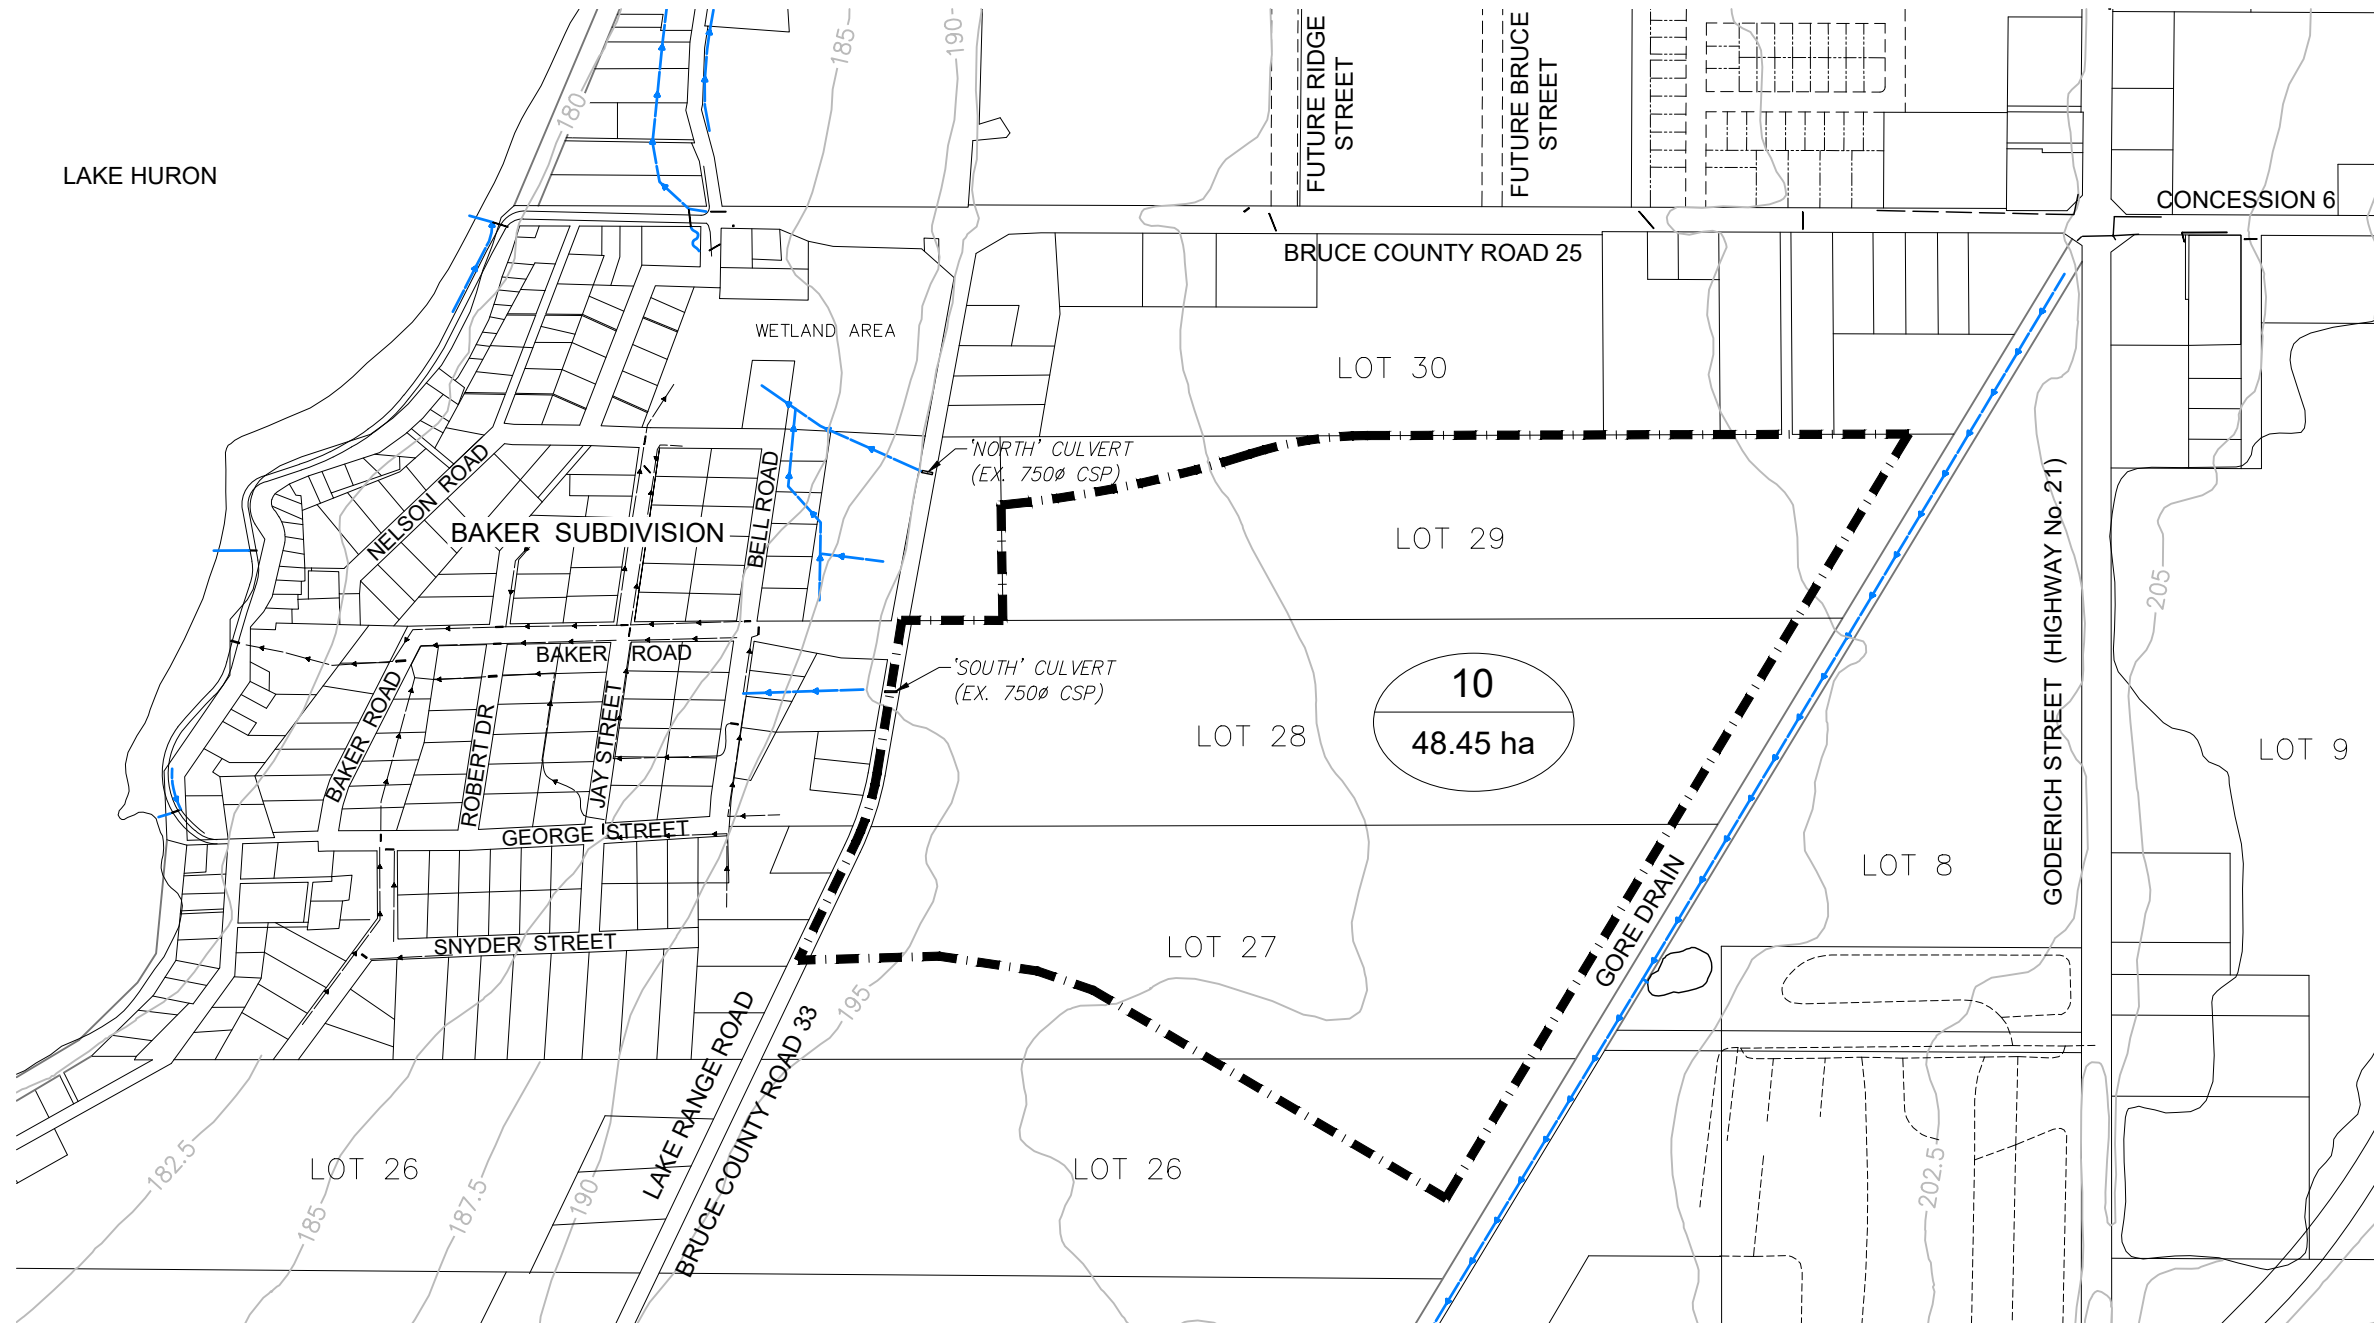 LAKE HURON
180
185
190
FUTURE RIDGE
STREET
FUTURE BRUCE
STREET
CONCESSION 6
BRUCE COUNTY ROAD 25
WETLAND AREA
LOT 30
'NORTH' CULVERT
(EX. 750ø CSP)
NELSON ROAD
BAKER SUBDIVISION
BELL ROAD
LOT 29
GODERICH STREET (HIGHWAY No. 21)
205
BAKER ROAD
'SOUTH' CULVERT
(EX. 750ø CSP)
10
48.45 ha
BAKER ROAD
ROBERT DR
JAY STREET
LOT 28
LOT 9
GEORGE STREET
LOT 8
GORE DRAIN
SNYDER STREET
LOT 27
195
LAKE RANGE ROAD
BRUCE COUNTY ROAD 33
182.5
LOT 26
185
187.5
190
LOT 26
202.5